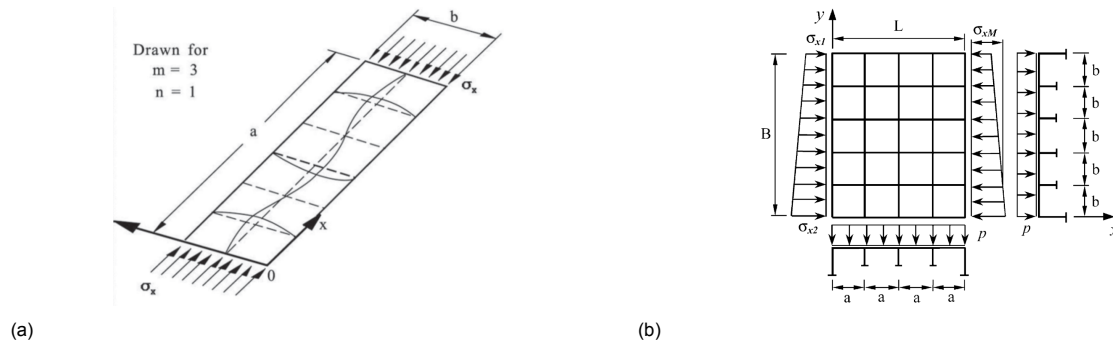 Drawn for
m = 3
n = 1
b
σx
a
x
0
σx
(a)
y
σx1
L
σxM
B
b
b
b
b
b
σx2
p
p
x
a
a
a
a
(b)